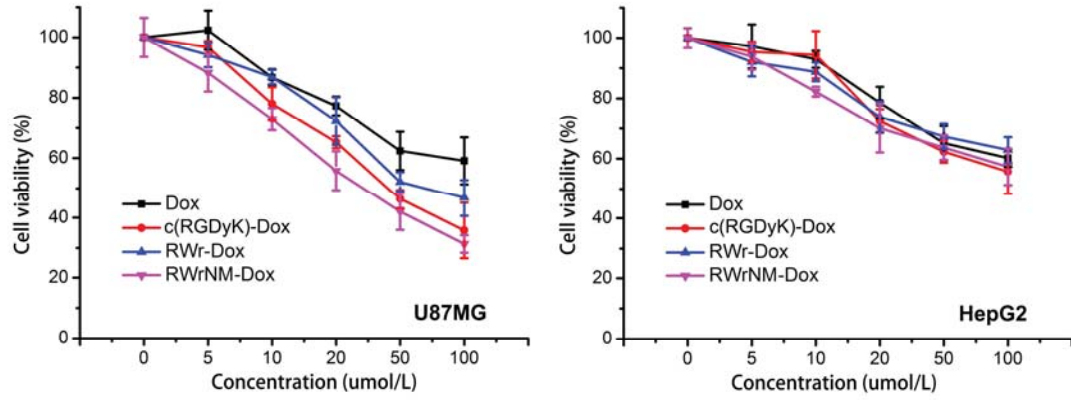 Cell viability (%)
100
80
60
40
20
0
Dox
c(RGDyK)-Dox
RWr-Dox
RWrNM-Dox
U87MG
0 5 10 20 50 100
Concentration (umol/L)
Cell viability (%)
100
80
60
40
20
0
Dox
c(RGDyK)-Dox
RWr-Dox
RWrNM-Dox
HepG2
0 5 10 20 50 100
Concentration (umol/L)